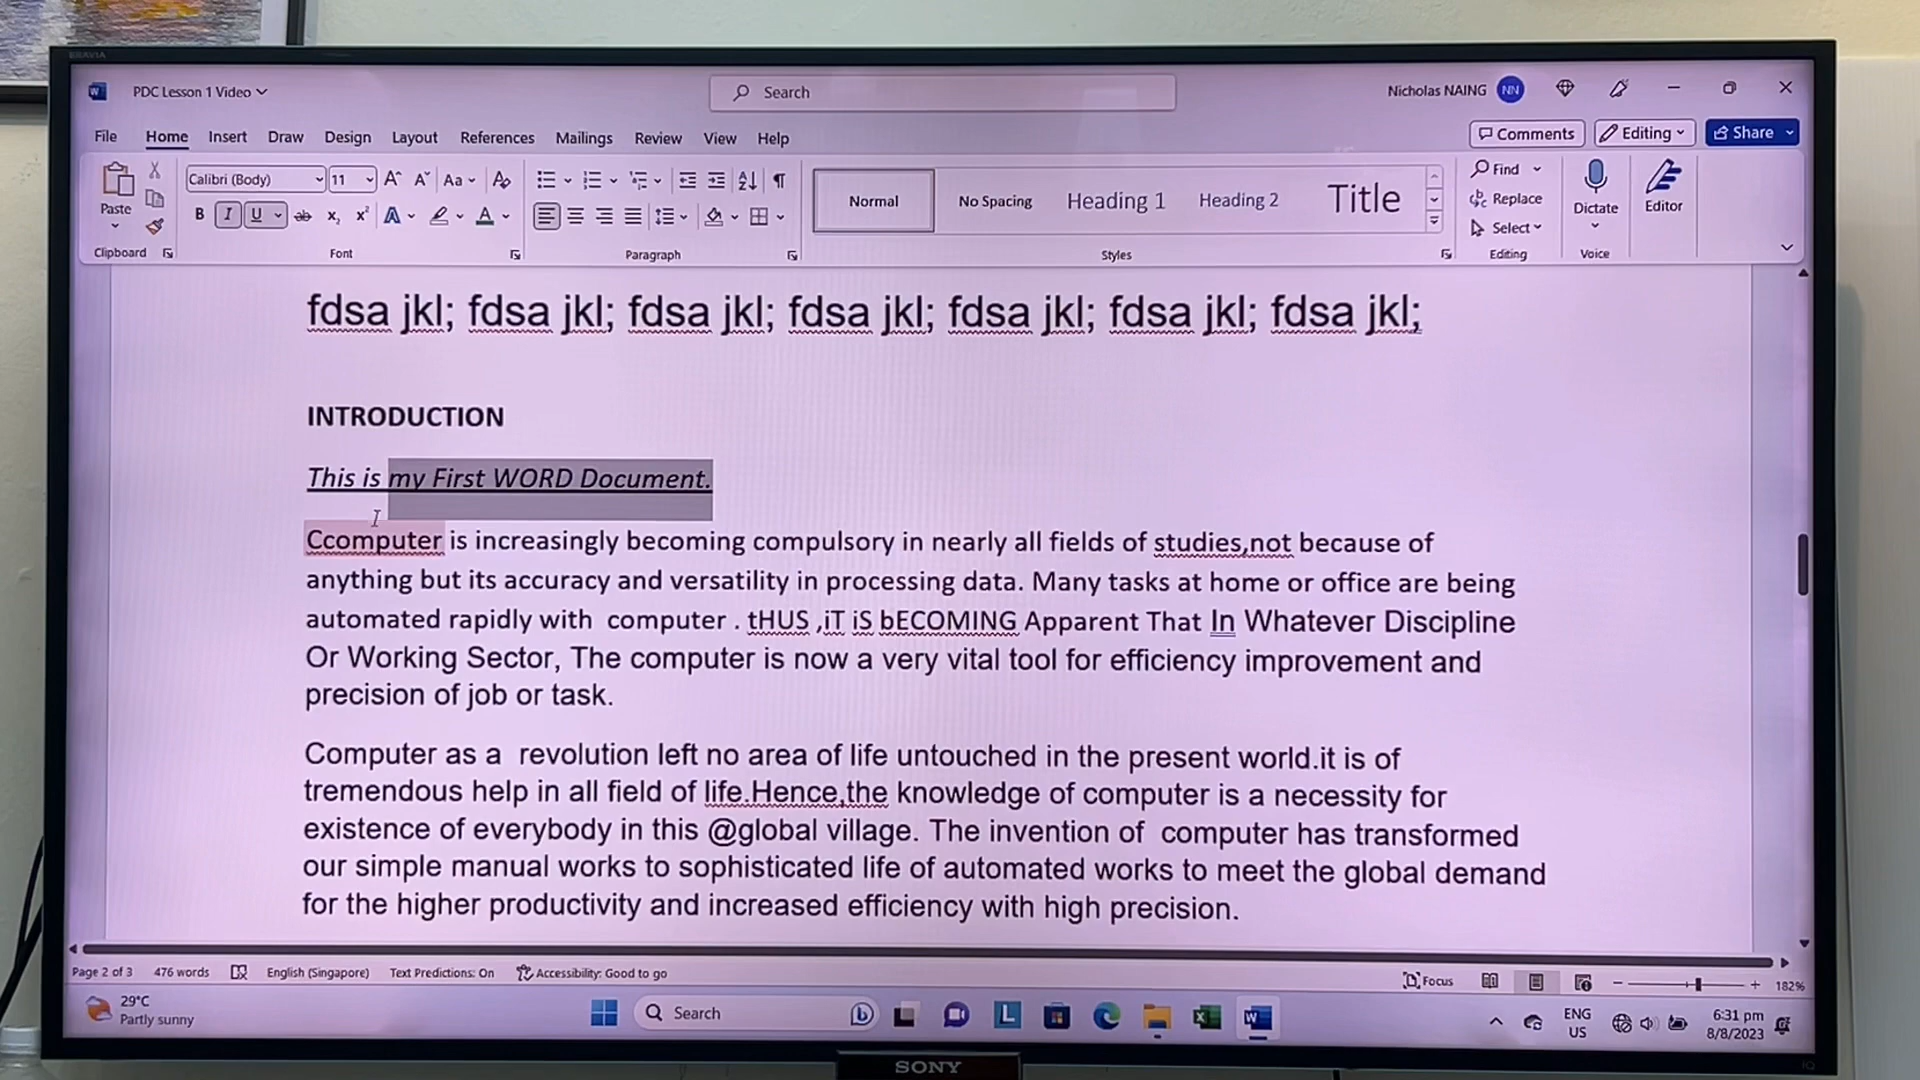 BRAVIA
PDC Lesson 1 Video
Search
Nicholas NAING NN
File Home Insert Draw Design Layout References Mailings Review View Help
Comments Editing Share
Paste
Calibri (Body) 11 Aa
B I U ab x x A A
Normal No Spacing Heading 1 Heading 2 Title
Find
Replace
Select
Dictate
Editor
Clipboard Font Paragraph Styles Editing Voice
fdsa jkl; fdsa jkl; fdsa jkl; fdsa jkl; fdsa jkl; fdsa jkl; fdsa jkl;
INTRODUCTION
This is my First WORD Document.
Ccomputer is increasingly becoming compulsory in nearly all fields of studies,not because of
anything but its accuracy and versatility in processing data. Many tasks at home or office are being
automated rapidly with  computer . tHUS ,iT iS bECOMING Apparent That In Whatever Discipline
Or Working Sector, The computer is now a very vital tool for efficiency improvement and
precision of job or task.
Computer as a  revolution left no area of life untouched in the present world.it is of
tremendous help in all field of life.Hence,the knowledge of computer is a necessity for
existence of everybody in this @global village. The invention of  computer has transformed
our simple manual works to sophisticated life of automated works to meet the global demand
for the higher productivity and increased efficiency with high precision.
Page 2 of 3 476 words English (Singapore) Text Predictions: On Accessibility: Good to go Focus 182%
29°C
Partly sunny
Search
ENG
US
6:31 pm
8/8/2023
SONY